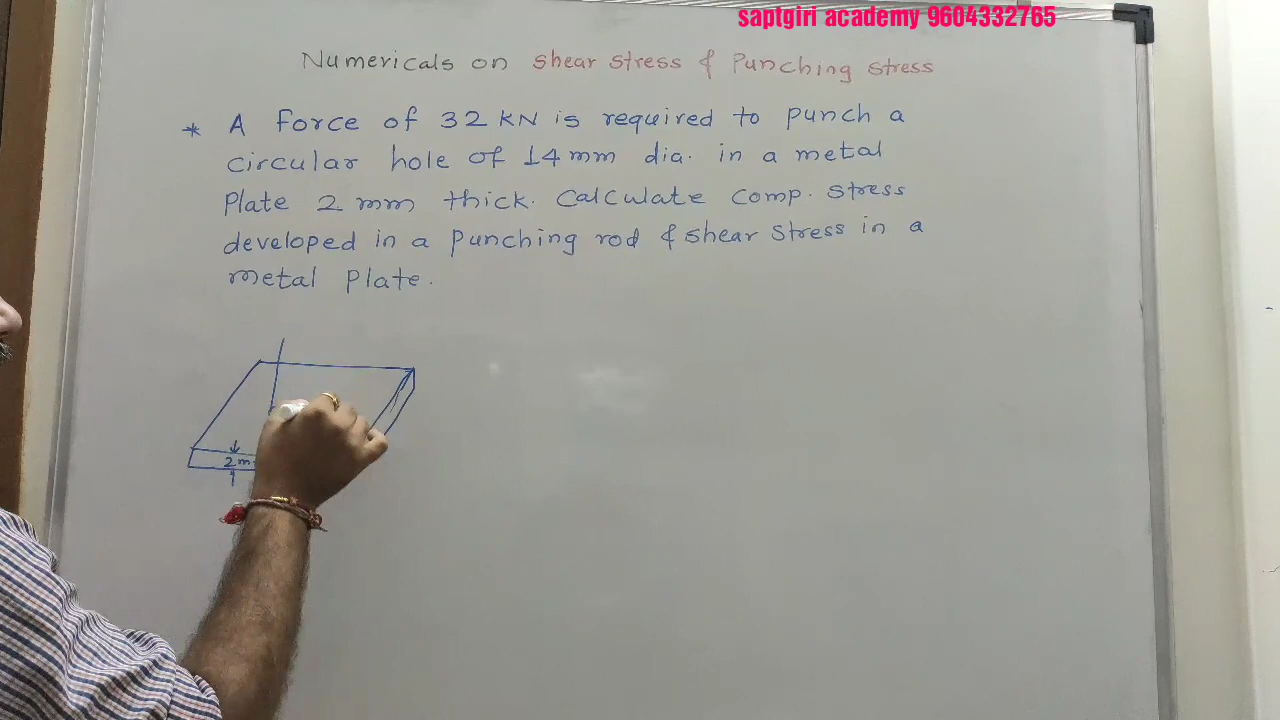 saptgiri academy 9604332765
Numericals on shear stress & Punching stress
* A force of 32 KN is required to punch a
circular hole of 14 mm dia. in a metal
Plate 2 mm thick. Calculate comp. stress
developed in a Punching rod & shear stress in a
metal plate.
2 m